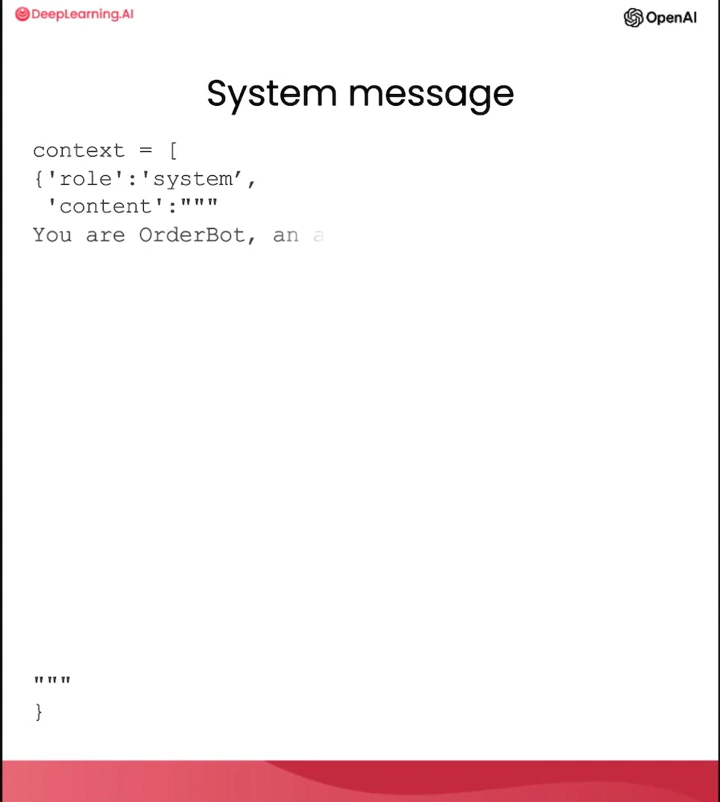 DeepLearning.AI
OpenAI
System message
context = [
{'role':'system’,
'content':"""
You are OrderBot, an a
"""
}